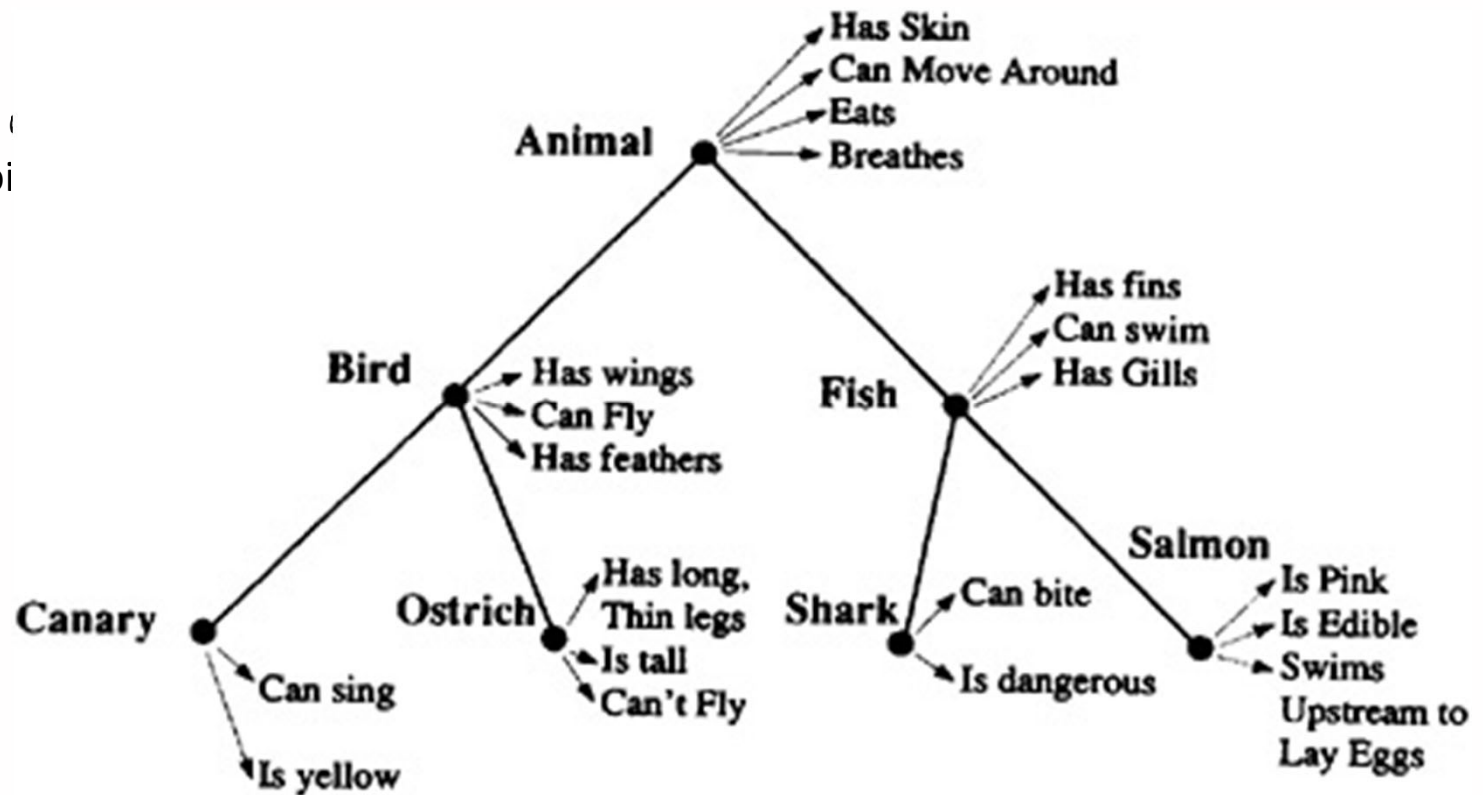 Has Skin
Can Move Around
Animal
Eats
Breathes
Has fins
Can swim
Bird
Has wings
Fish
Has Gills
Can Fly
Has feathers
Salmon
Canary
Ostrich
Has long,
Thin legs
Is tall
Can't Fly
Shark
Can bite
Is dangerous
Is Pink
Is Edible
Swims
Upstream to
Lay Eggs
Can sing
Is yellow